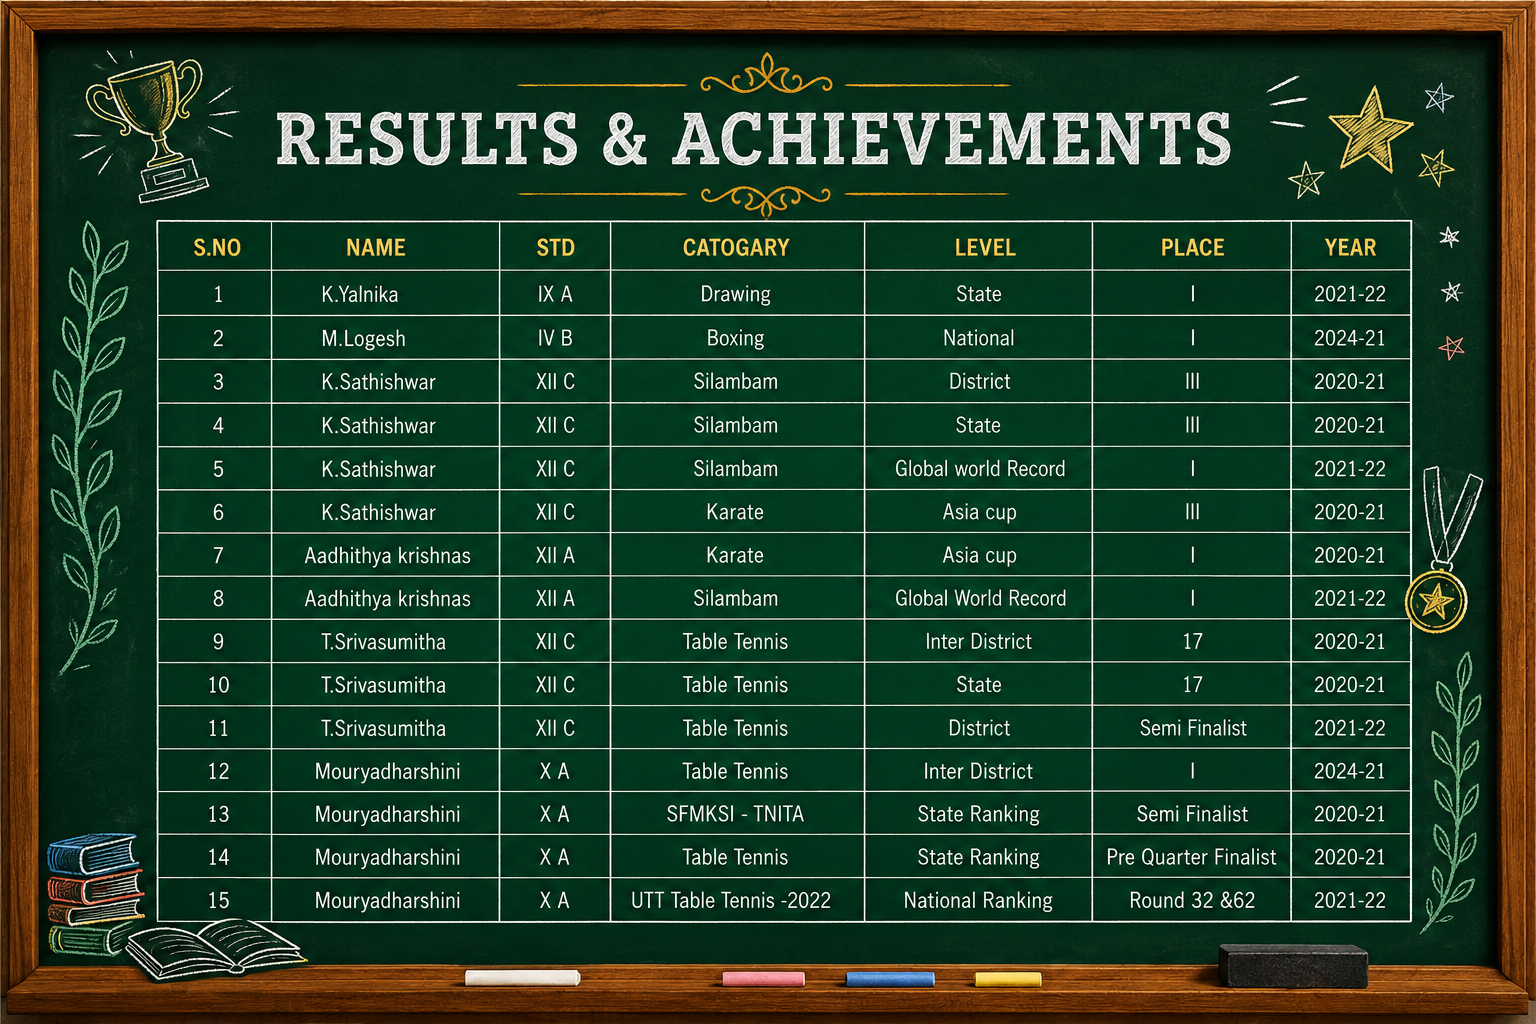 RESULTS & ACHIEVEMENTS
S.NO NAME STD CATOGARY LEVEL PLACE YEAR
1 K.Yalnika IX A Drawing State I 2021-22
2 M.Logesh IV B Boxing National I 2024-21
3 K.Sathishwar XII C Silambam District III 2020-21
4 K.Sathishwar XII C Silambam State III 2020-21
5 K.Sathishwar XII C Silambam Global world Record I 2021-22
6 K.Sathishwar XII C Karate Asia cup III 2020-21
7 Aadhithya krishnas XII A Karate Asia cup I 2020-21
8 Aadhithya krishnas XII A Silambam Global World Record I 2021-22
9 T.Srivasumitha XII C Table Tennis Inter District 17 2020-21
10 T.Srivasumitha XII C Table Tennis State 17 2020-21
11 T.Srivasumitha XII C Table Tennis District Semi Finalist 2021-22
12 Mouryadharshini X A Table Tennis Inter District I 2024-21
13 Mouryadharshini X A SFMKSI - TNITA State Ranking Semi Finalist 2020-21
14 Mouryadharshini X A Table Tennis State Ranking Pre Quarter Finalist 2020-21
15 Mouryadharshini X A UTT Table Tennis -2022 National Ranking Round 32 &62 2021-22